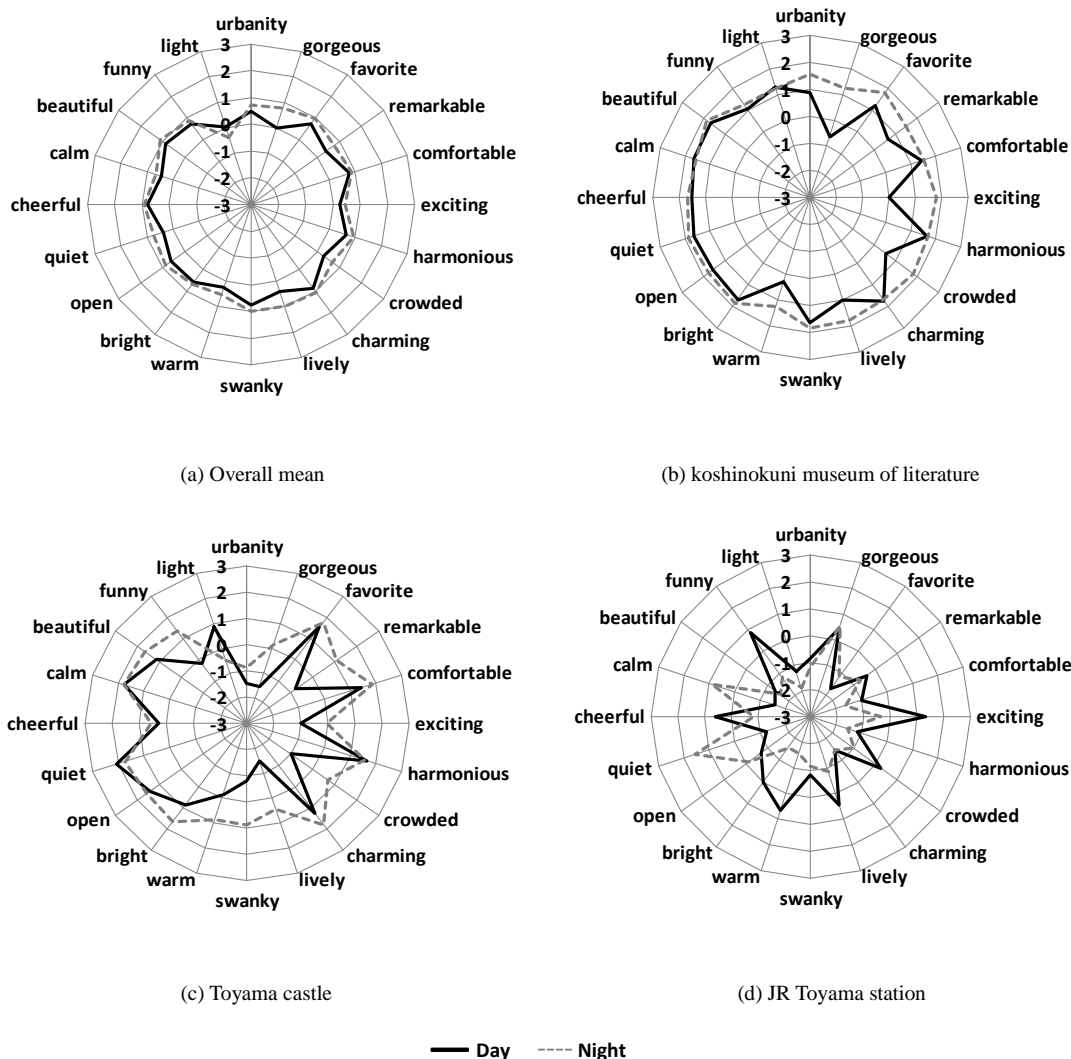 urbanity
gorgeous
favorite
remarkable
comfortable
exciting
harmonious
crowded
charming
lively
swanky
warm
bright
open
quiet
cheerful
calm
beautiful
funny
light
3
2
1
0
-1
-2
-3
(a) Overall mean
urbanity
gorgeous
favorite
remarkable
comfortable
exciting
harmonious
crowded
charming
lively
swanky
warm
bright
open
quiet
cheerful
calm
beautiful
funny
light
3
2
1
0
-1
-2
-3
(b) koshinokuni museum of literature
urbanity
gorgeous
favorite
remarkable
comfortable
exciting
harmonious
crowded
charming
lively
swanky
warm
bright
open
quiet
cheerful
calm
beautiful
funny
light
3
2
1
0
-1
-2
-3
(c) Toyama castle
urbanity
gorgeous
favorite
remarkable
comfortable
exciting
harmonious
crowded
charming
lively
swanky
warm
bright
open
quiet
cheerful
calm
beautiful
funny
light
3
2
1
0
-1
-2
-3
(d) JR Toyama station
Day Night